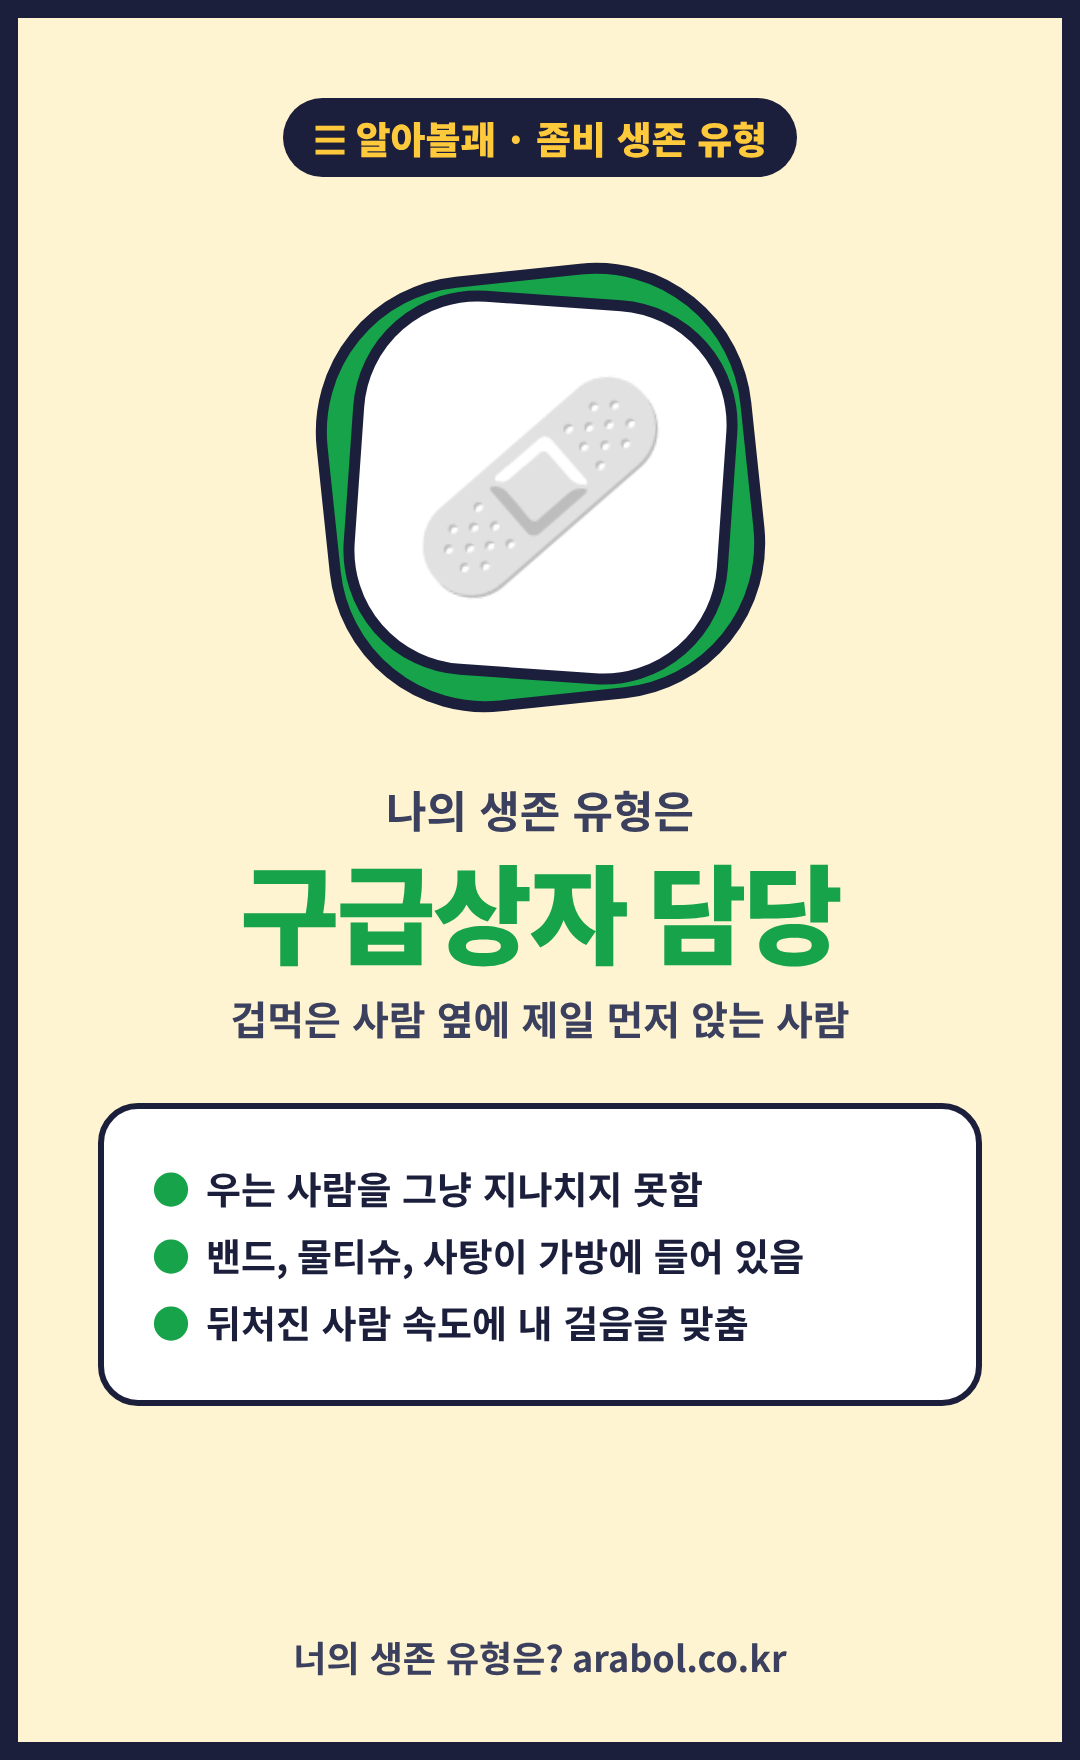 ☰ 알아볼괘 · 좀비 생존 유형
나의 생존 유형은
구급상자 담당
겁먹은 사람 옆에 제일 먼저 앉는 사람
우는 사람을 그냥 지나치지 못함
밴드, 물티슈, 사탕이 가방에 들어 있음
뒤처진 사람 속도에 내 걸음을 맞춤
너의 생존 유형은? arabol.co.kr